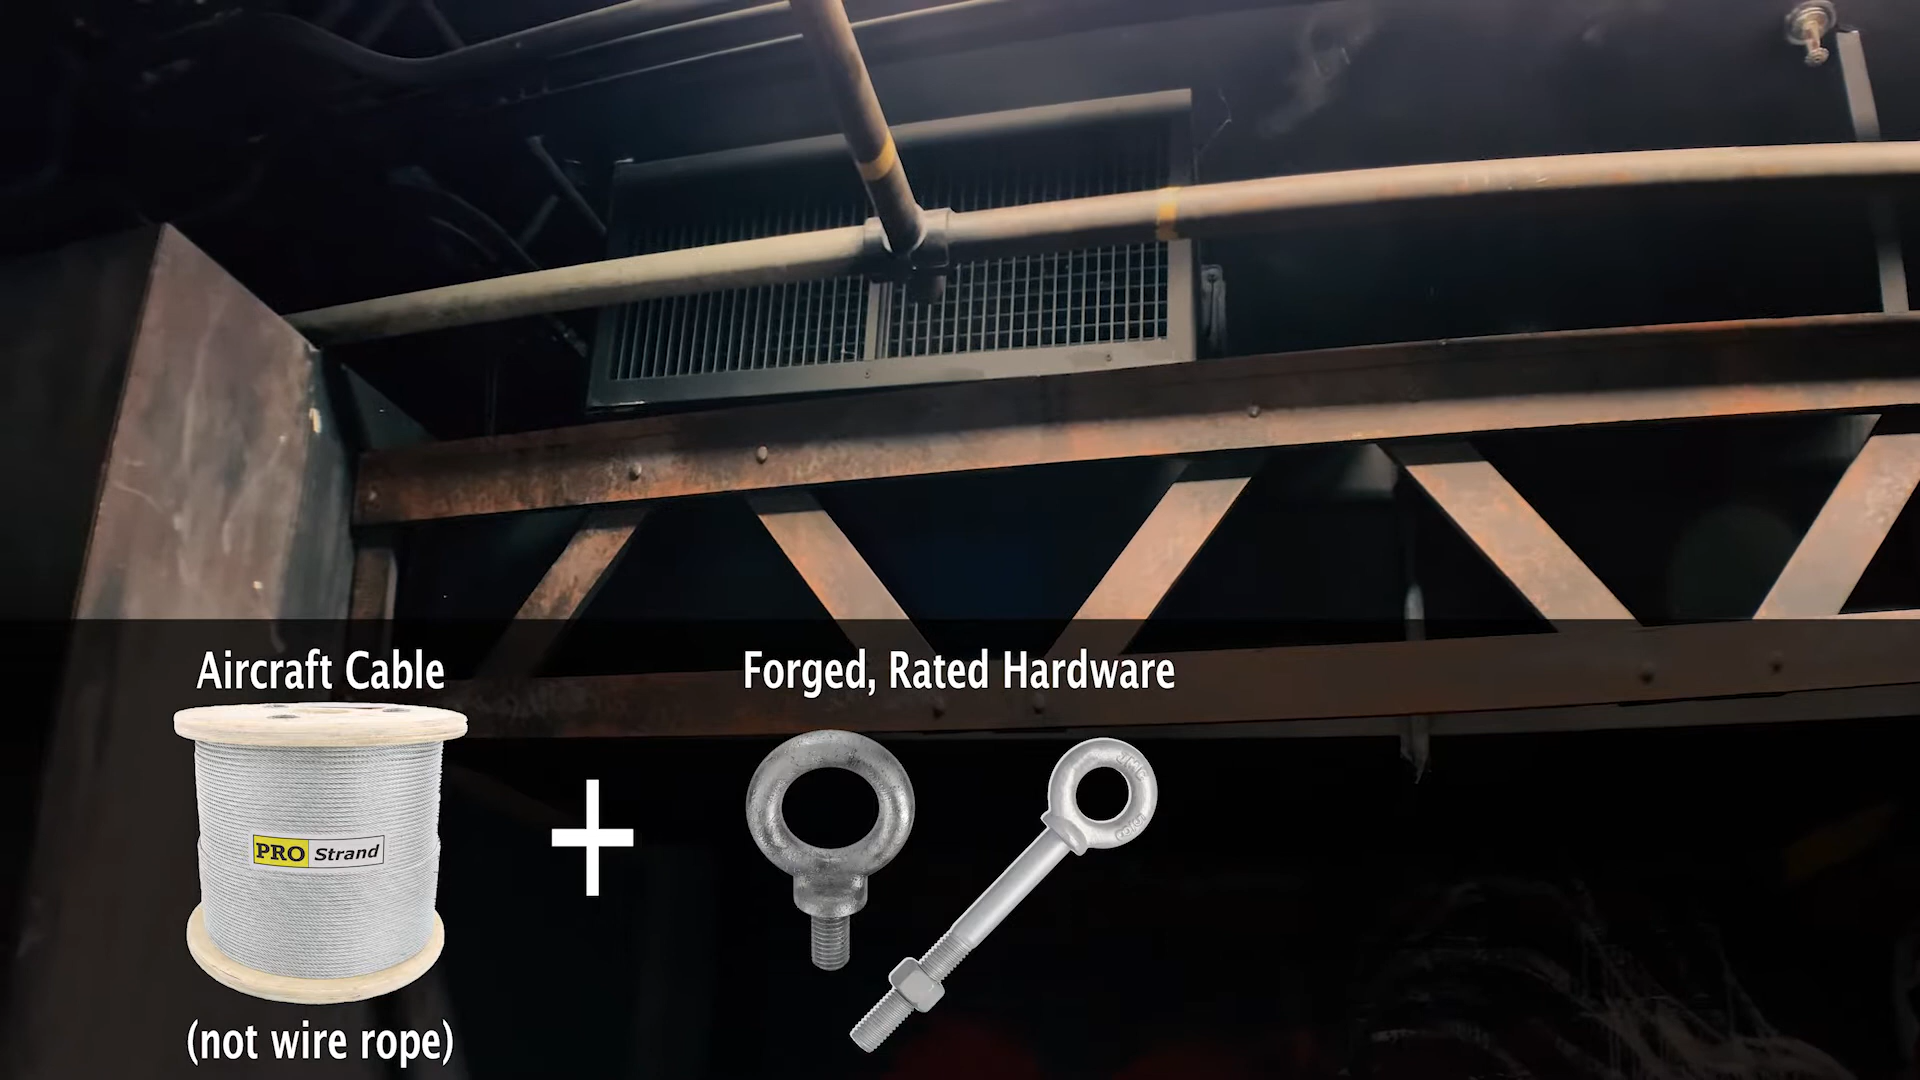 Aircraft Cable
Forged, Rated Hardware
PRO Strand
(not wire rope)